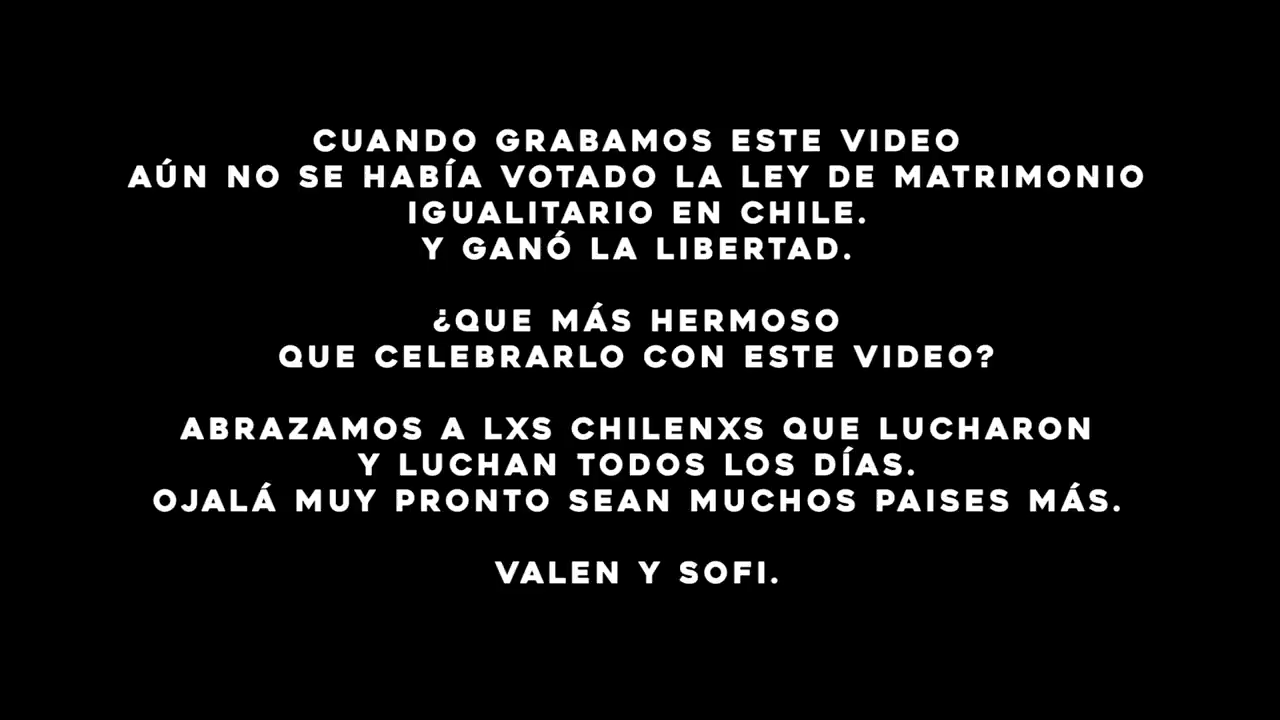 CUANDO GRABAMOS ESTE VIDEO
AÚN NO SE HABÍA VOTADO LA LEY DE MATRIMONIO
IGUALITARIO EN CHILE.
Y GANÓ LA LIBERTAD.
¿QUE MÁS HERMOSO
QUE CELEBRARLO CON ESTE VIDEO?
ABRAZAMOS A LXS CHILENXS QUE LUCHARON
Y LUCHAN TODOS LOS DÍAS.
OJALÁ MUY PRONTO SEAN MUCHOS PAISES MÁS.
VALEN Y SOFI.